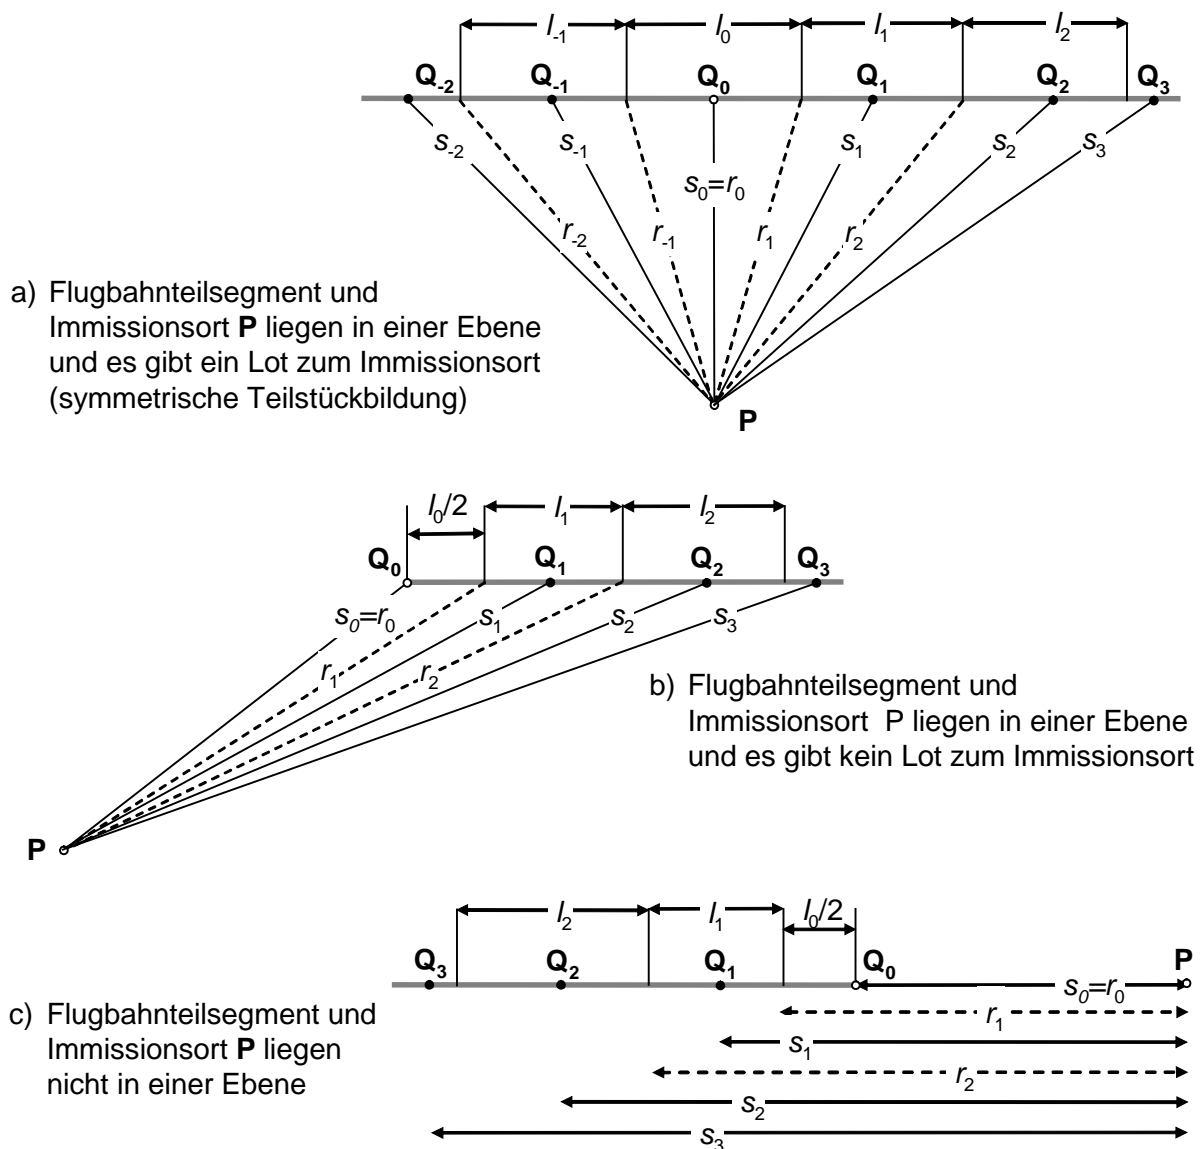 l-1 l0 l1 l2
Q-2 Q-1 Q0 Q1 Q2 Q3
s-2 s-1 s1 s2 s3
s0=r0
r-2 r-1 r1 r2
a) Flugbahnteilsegment und
Immissionsort P liegen in einer Ebene
und es gibt ein Lot zum Immissionsort
(symmetrische Teilstückbildung)
P
l0/2 l1 l2
Q0 Q1 Q2 Q3
s0=r0 s1 s2 s3
r1 r2
b) Flugbahnteilsegment und
Immissionsort P liegen in einer Ebene
und es gibt kein Lot zum Immissionsort
P
l2 l1 l0/2
Q3 Q2 Q1 Q0 P
s0=r0
c) Flugbahnteilsegment und
Immissionsort P liegen
nicht in einer Ebene
r1
s1
r2
s2
s3